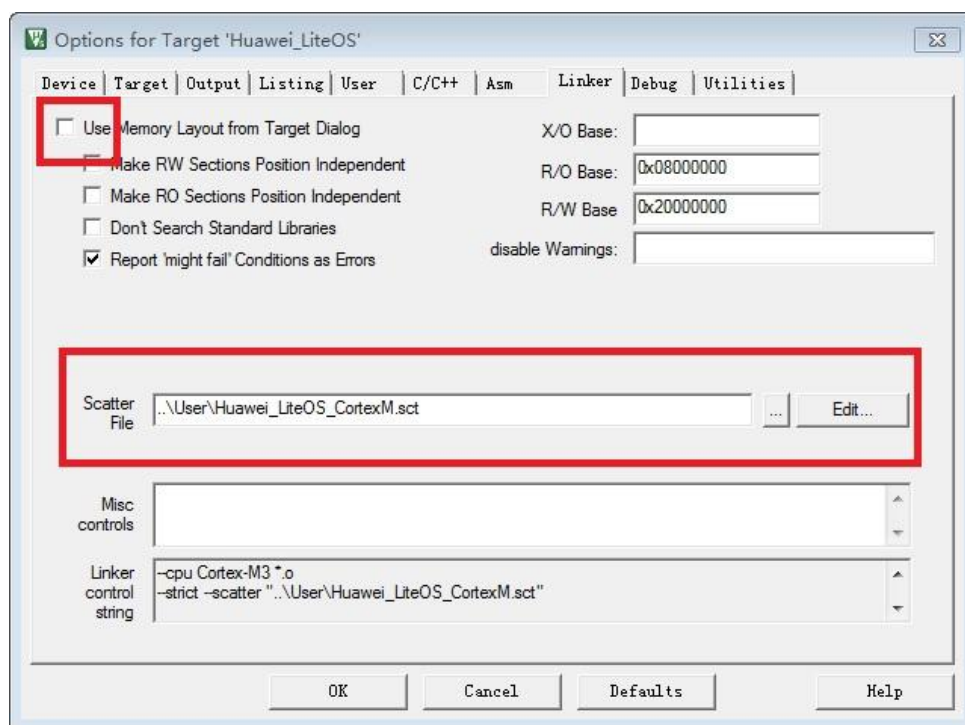 Options for Target 'Huawei_LiteOS'
Device Target Output Listing User C/C++ Asm Linker Debug Utilities
Use Memory Layout from Target Dialog
Make RW Sections Position Independent
Make RO Sections Position Independent
Don't Search Standard Libraries
Report 'might fail' Conditions as Errors
X/O Base:
R/O Base: 0x08000000
R/W Base 0x20000000
disable Warnings:
Scatter
File
..\User\Huawei_LiteOS_CortexM.sct
... Edit...
Misc
controls
Linker
control
string
--cpu Cortex-M3 *.o
--strict --scatter "..\User\Huawei_LiteOS_CortexM.sct"
OK Cancel Defaults Help